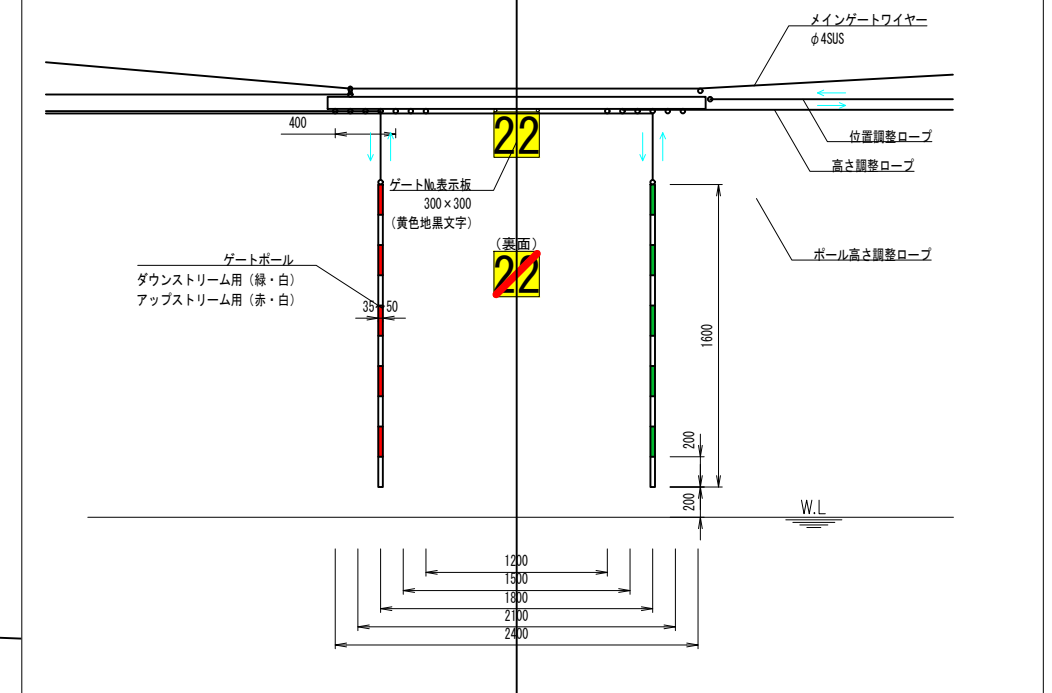 メインゲートワイヤー
φ4SUS
位置調整ロープ
高さ調整ロープ
400
22
ゲートNo.表示板
300×300
(黄色地黒文字)
(裏面)
22
ポール高さ調整ロープ
ゲートポール
ダウンストリーム用(緑・白)
アップストリーム用(赤・白)
35~50
1600
200
200
W.L
1200
1500
1800
2100
2400